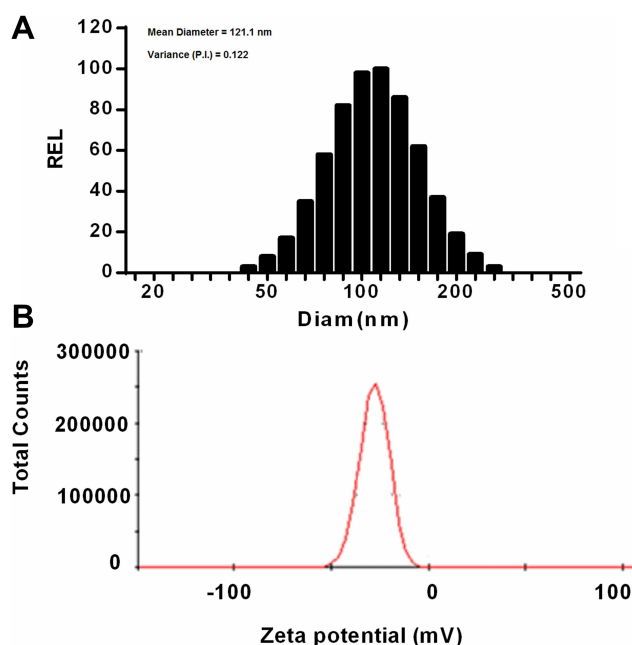 A
Mean Diameter = 121.1 nm
Variance (P.I.) = 0.122
REL
120
100
80
60
40
20
0
20 50 100 200 500
Diam(nm)
B
Total Counts
300000
200000
100000
0
-100 0 100
Zeta potential (mV)